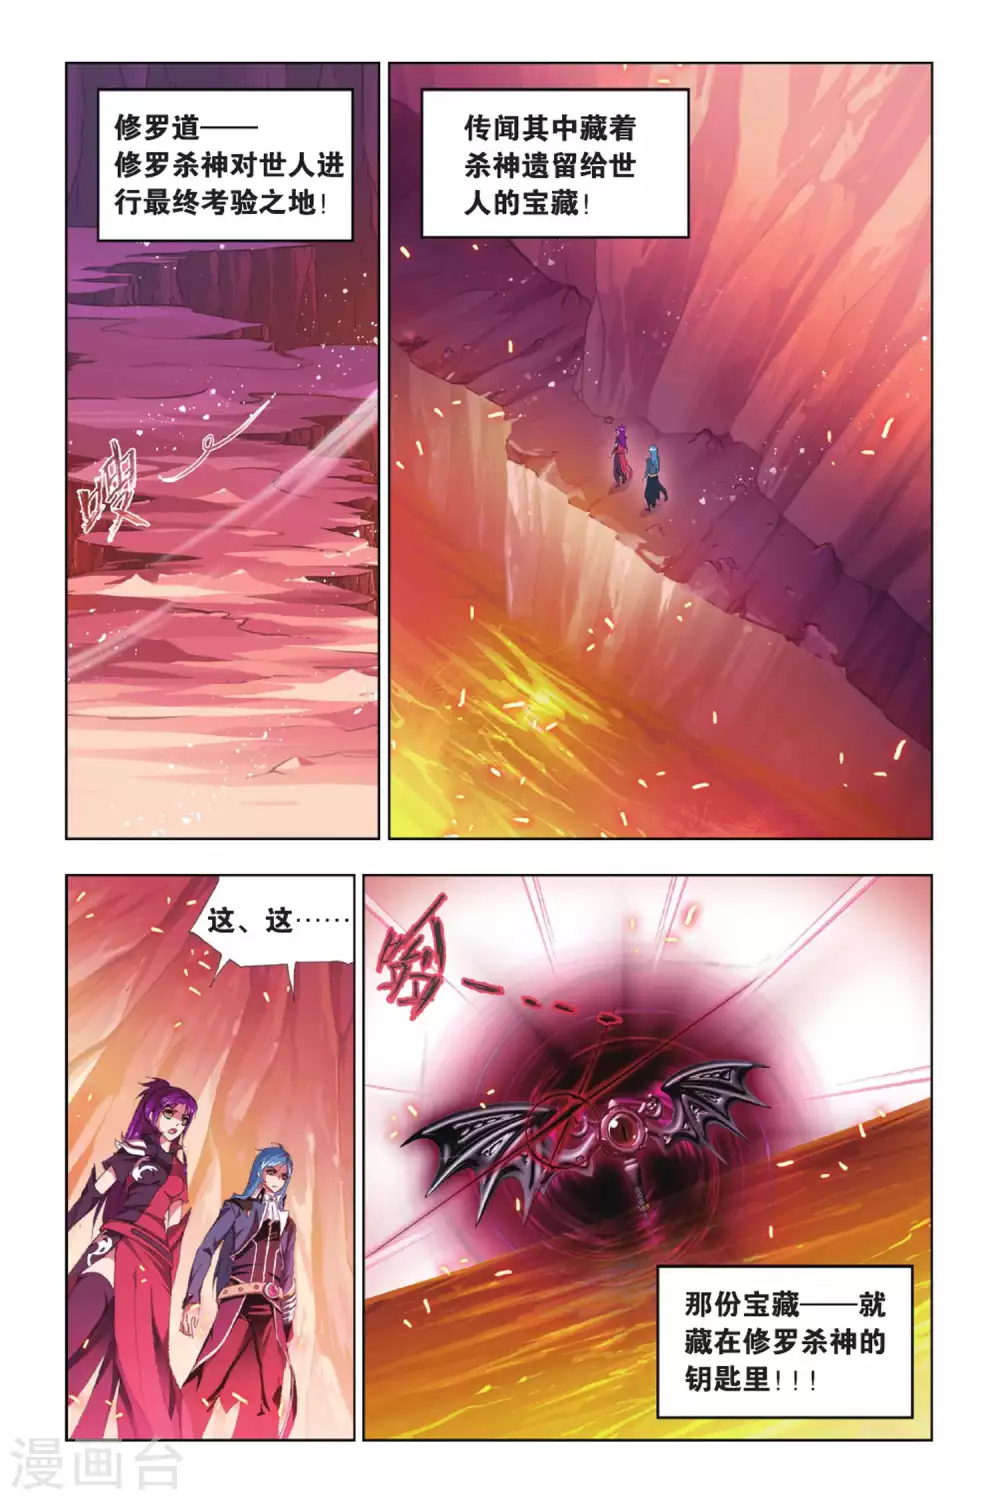 修罗道——
修罗杀神对世人进
行最终考验之地！
传闻其中藏着
杀神遗留给世
人的宝藏！
嗖
这、这……
那份宝藏——就
藏在修罗杀神的
钥匙里！！！
漫画台